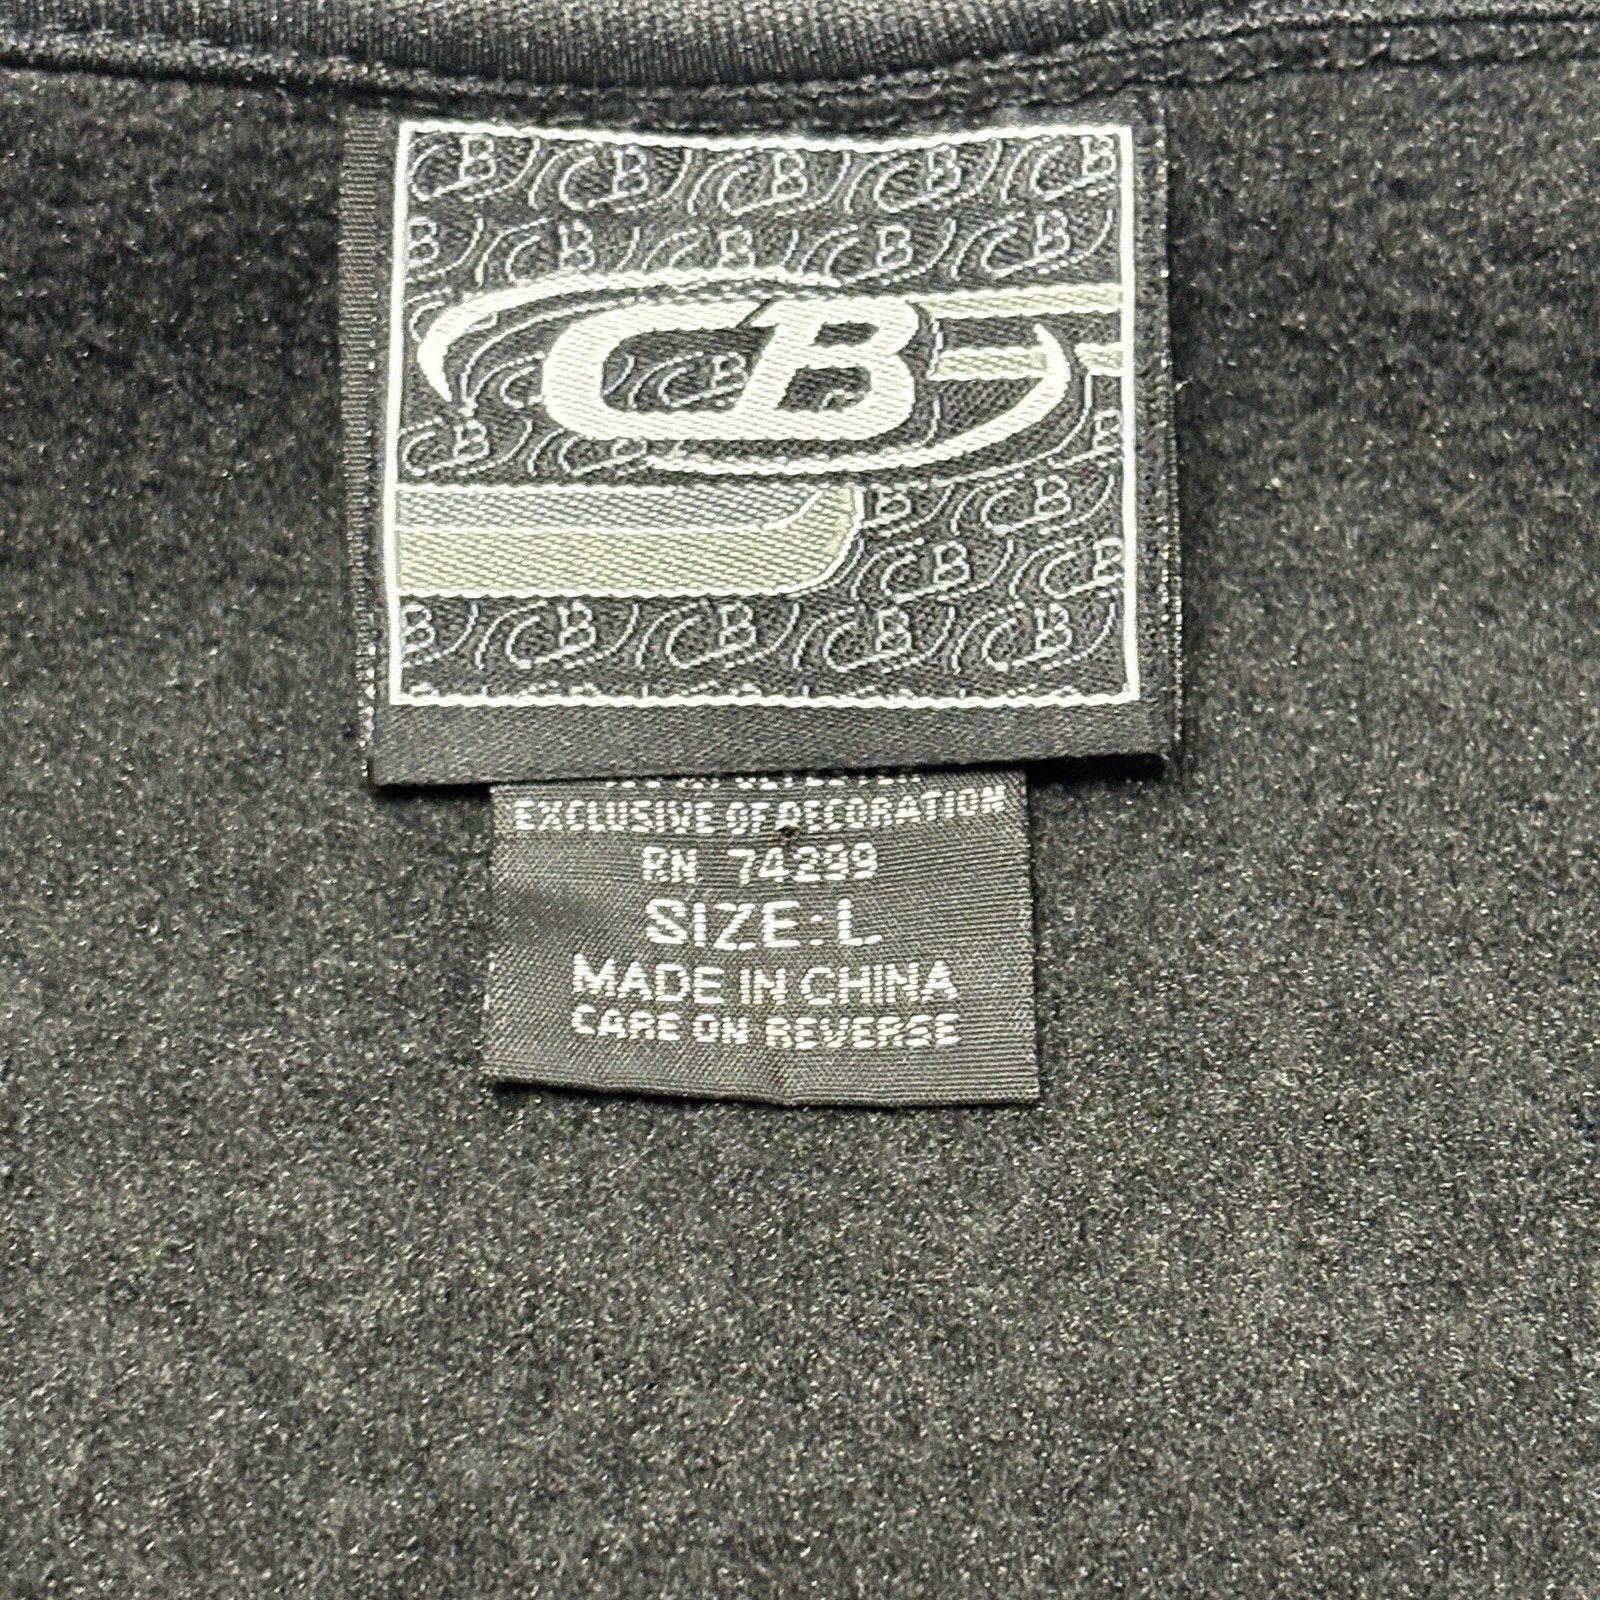 CB
EXCLUSIVE OF DECORATION
RN 74299
SIZE: L
MADE IN CHINA
CARE ON REVERSE